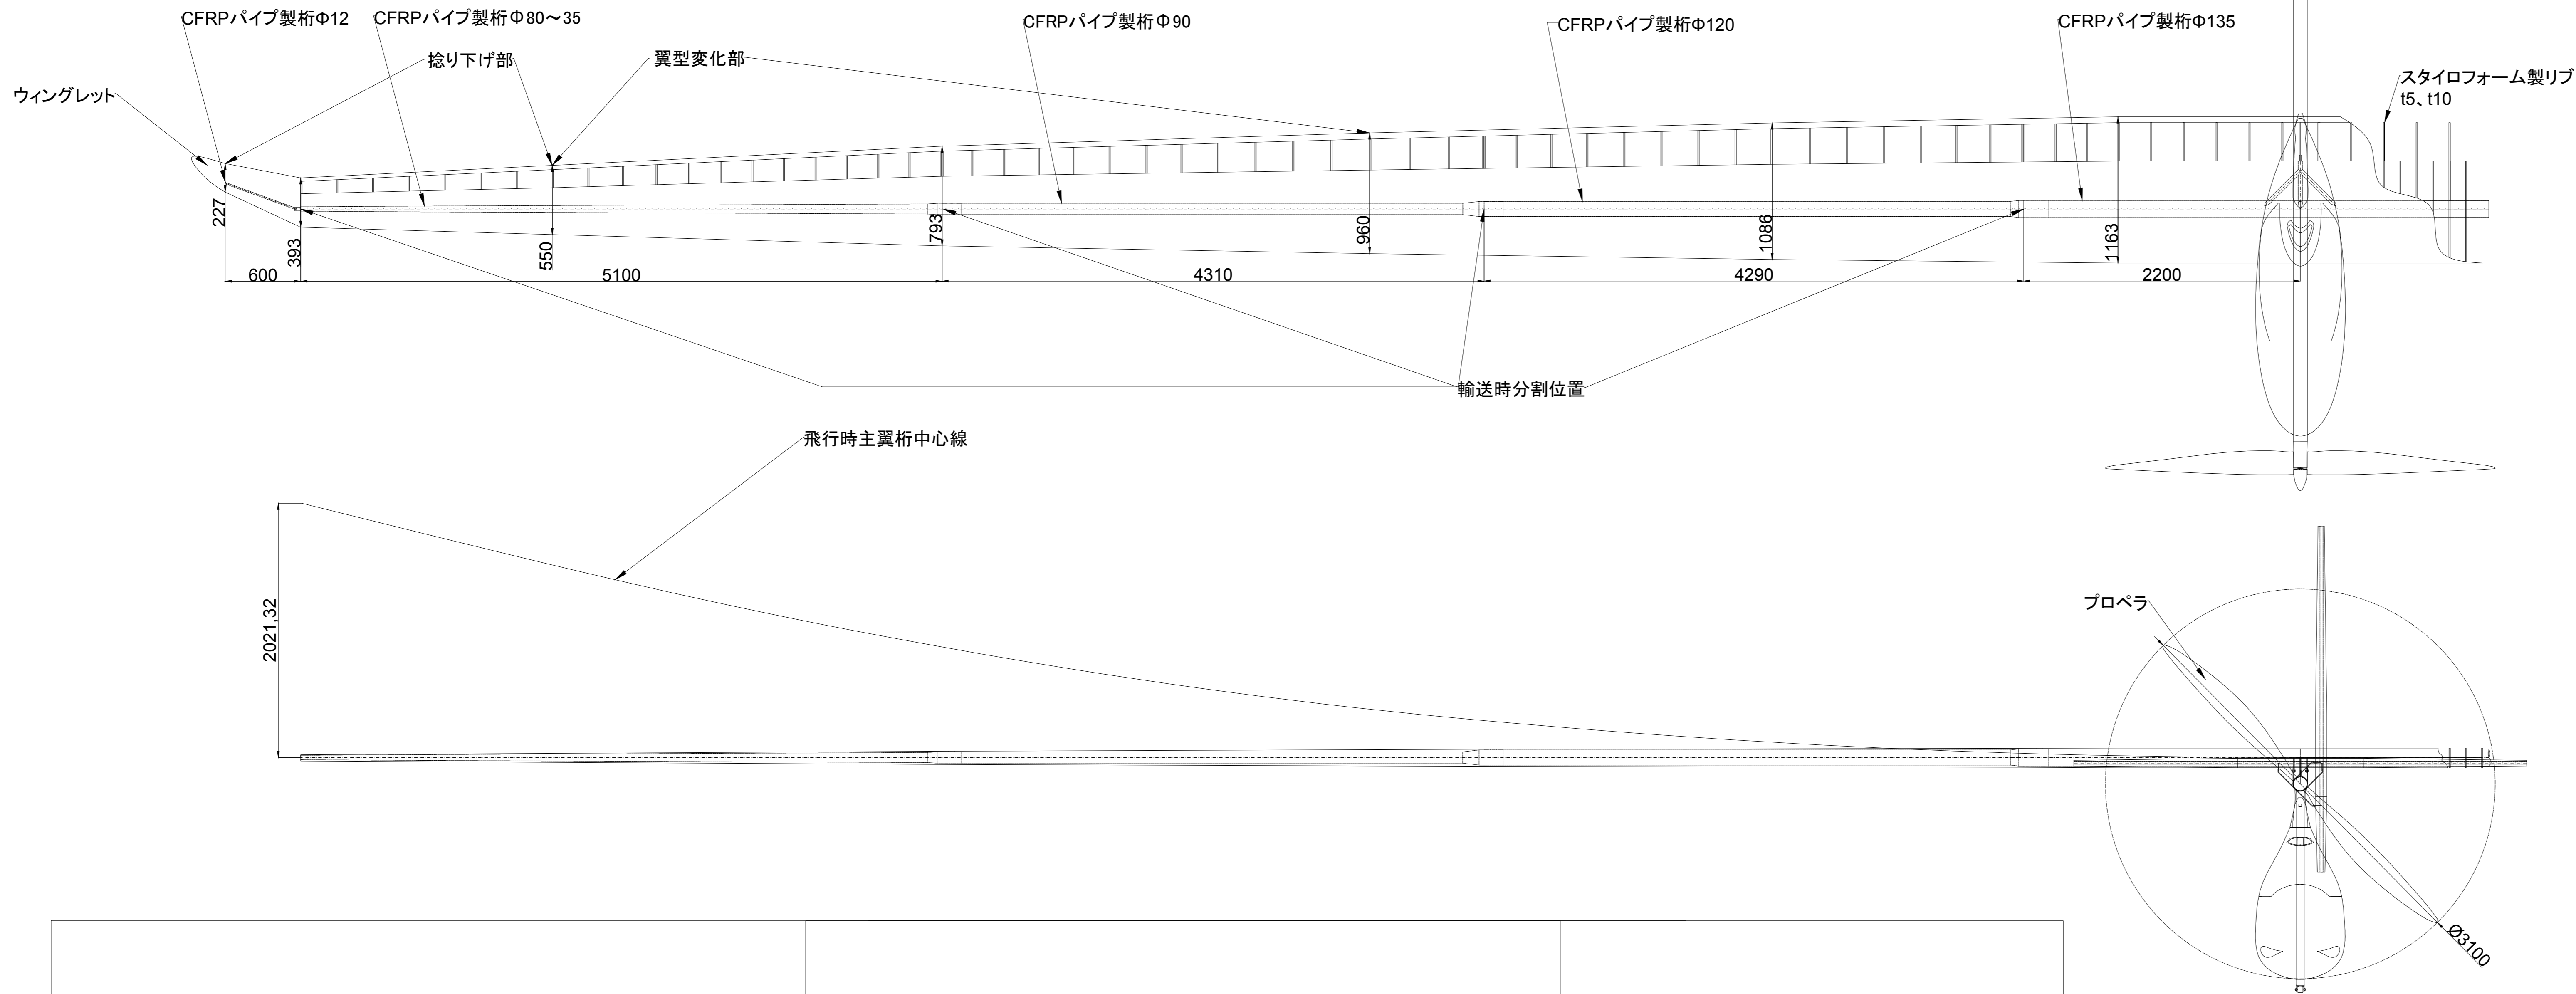 CFRPパイプ製桁Φ12
CFRPパイプ製桁Φ80～35
CFRPパイプ製桁Φ90
CFRPパイプ製桁Φ120
CFRPパイプ製桁Φ135
捻り下げ部
翼型変化部
スタイロフォーム製リブ
t5、t10
ウィングレット
227
393
550
793
960
1086
1163
600
5100
4310
4290
2200
輸送時分割位置
飛行時主翼桁中心線
2021,32
プロペラ
Ø3100